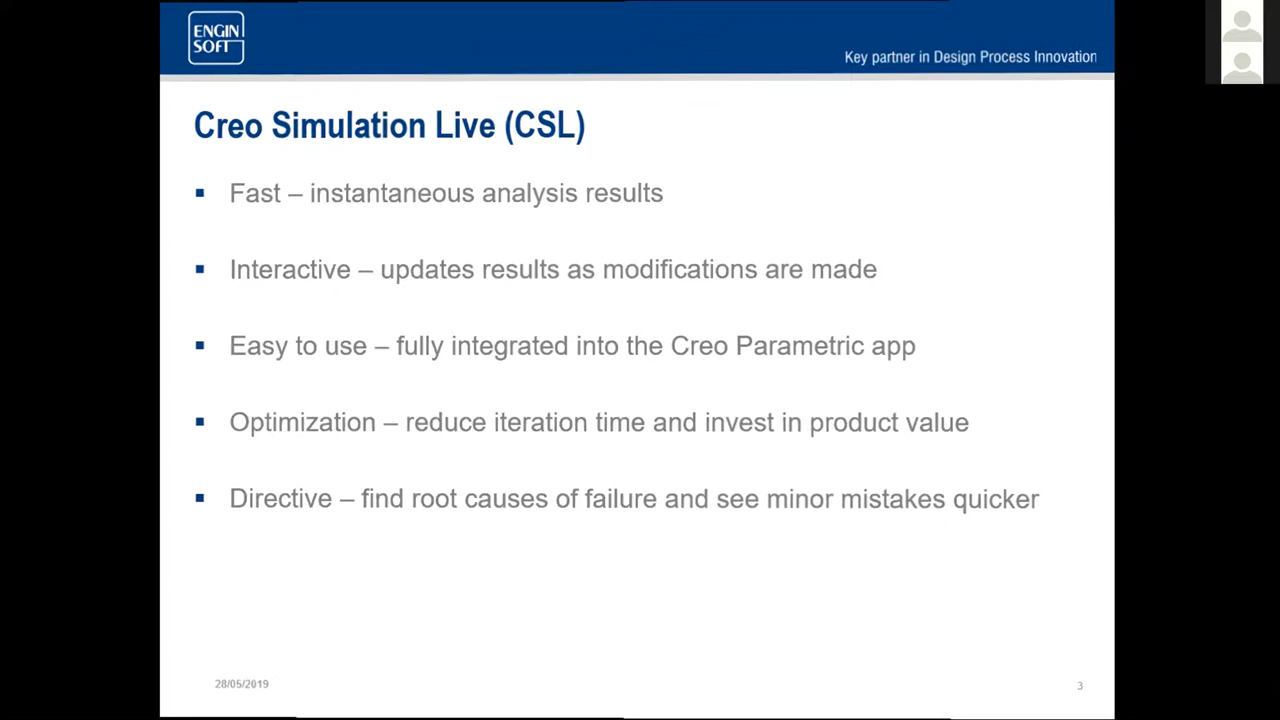 ENGIN
SOFT
Key partner in Design Process Innovation
Creo Simulation Live (CSL)
▪ Fast – instantaneous analysis results
▪ Interactive – updates results as modifications are made
▪ Easy to use – fully integrated into the Creo Parametric app
▪ Optimization – reduce iteration time and invest in product value
▪ Directive – find root causes of failure and see minor mistakes quicker
28/05/2019
3